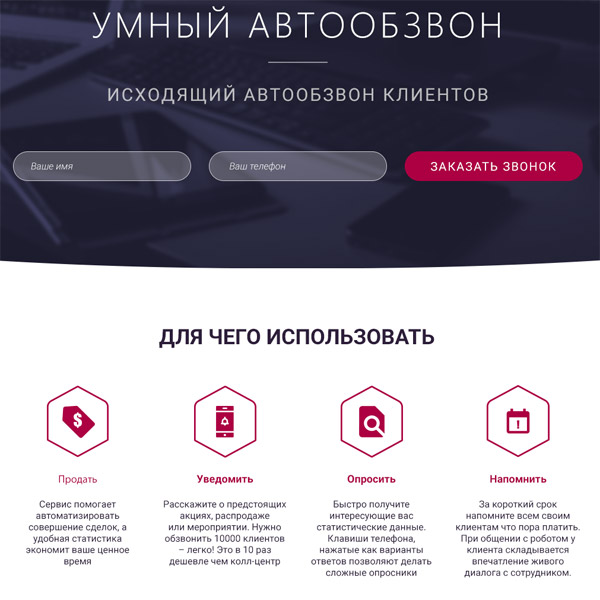 УМНЫЙ АВТООБЗВОН
ИСХОДЯЩИЙ АВТООБЗВОН КЛИЕНТОВ
Ваше имя
Ваш телефон
ЗАКАЗАТЬ ЗВОНОК
ДЛЯ ЧЕГО ИСПОЛЬЗОВАТЬ
$
Продать
Сервис помогает
автоматизировать
совершение сделок, а
удобная статистика
экономит ваше ценное
время
Уведомить
Расскажите о предстоящих
акциях, распродаже
или мероприятии. Нужно
обзвонить 10000 клиентов
– легко! Это в 10 раз
дешевле чем колл-центр
Опросить
Быстро получите
интересующие вас
статистические данные.
Клавиши телефона,
нажатые как варианты
ответов позволяют делать
сложные опросники
Напомнить
За короткий срок
напомните всем своим
клиентам что пора платить.
При общении с роботом у
клиента складывается
впечатление живого
диалога с сотрудником.